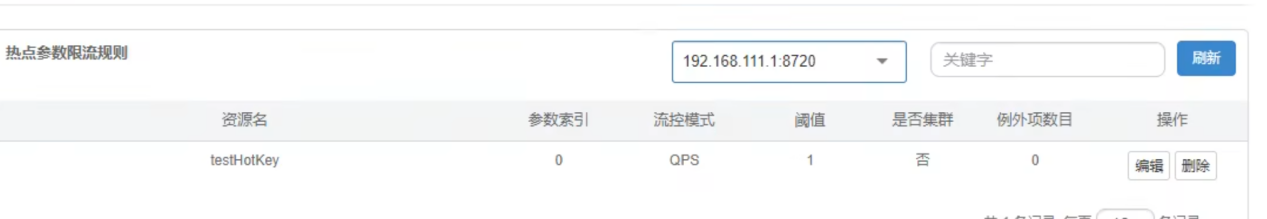 热点参数限流规则 192.168.111.1:8720 关键字 刷新
资源名 参数索引 流控模式 阈值 是否集群 例外项数目 操作
testHotKey 0 QPS 1 否 0 编辑 删除